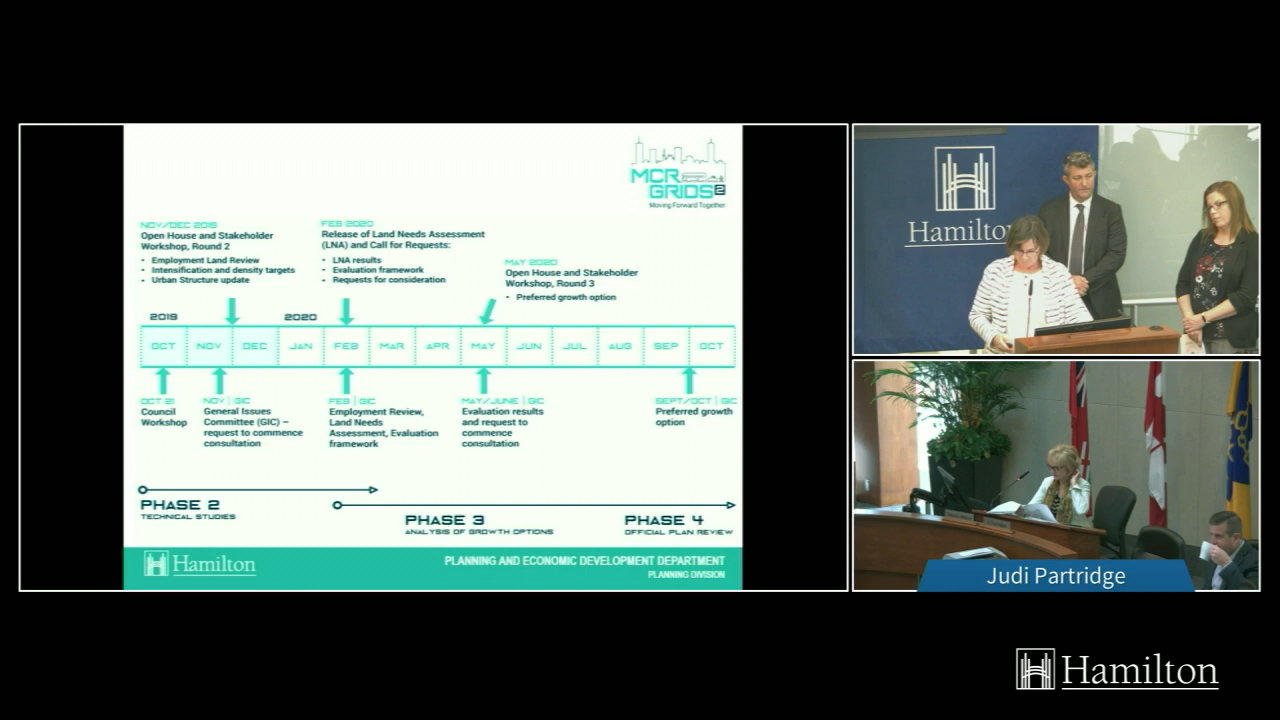 MCR
GRIDS2
Moving Forward Together
NOV/DEC 2019
Open House and Stakeholder
Workshop, Round 2
• Employment Land Review
• Intensification and density targets
• Urban Structure update
FEB 2020
Release of Land Needs Assessment
(LNA) and Call for Requests:
• LNA results
• Evaluation framework
• Requests for consideration
MAY 2020
Open House and Stakeholder
Workshop, Round 3
• Preferred growth option
2019
2020
OCT NOV DEC JAN FEB MAR APR MAY JUN JUL AUG SEP OCT
OCT 21
Council
Workshop
NOV | GIC
General Issues
Committee (GIC) –
request to commence
consultation
FEB | GIC
Employment Review,
Land Needs
Assessment, Evaluation
framework
MAY/JUNE | GIC
Evaluation results
and request to
commence
consultation
SEPT/OCT | GIC
Preferred growth
option
PHASE 2
TECHNICAL STUDIES
PHASE 3
ANALYSIS OF GROWTH OPTIONS
PHASE 4
OFFICIAL PLAN REVIEW
Hamilton
PLANNING AND ECONOMIC DEVELOPMENT DEPARTMENT
PLANNING DIVISION
Hamilton
Judi Partridge
Hamilton